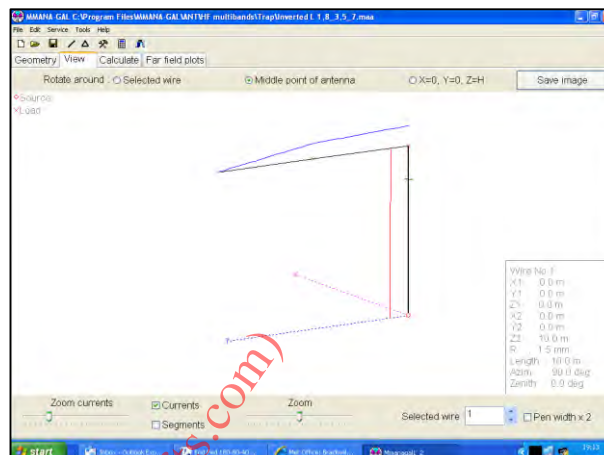 MMANA-GAL C:\Program Files\MMANA-GAL\ANT\HF multibands\Trap\Inverted L 1,8_3,5_7.maa
File Edit Service Tools Help
Geometry View Calculate Far field plots
Rotate around : Selected wire Middle point of antenna X=0, Y=0, Z=H Save image
Source
Load
Wire No.1
X1 0.0 m
Y1 0.0 m
Z1 0.0 m
X2 0.0 m
Y2 0.0 m
Z2 10.0 m
R 1.5 mm
Length 10.0 m
Azim 90.0 deg
Zenith 0.0 deg
Zoom currents Currents Zoom
Segments Selected wire 1 Pen width x 2
start